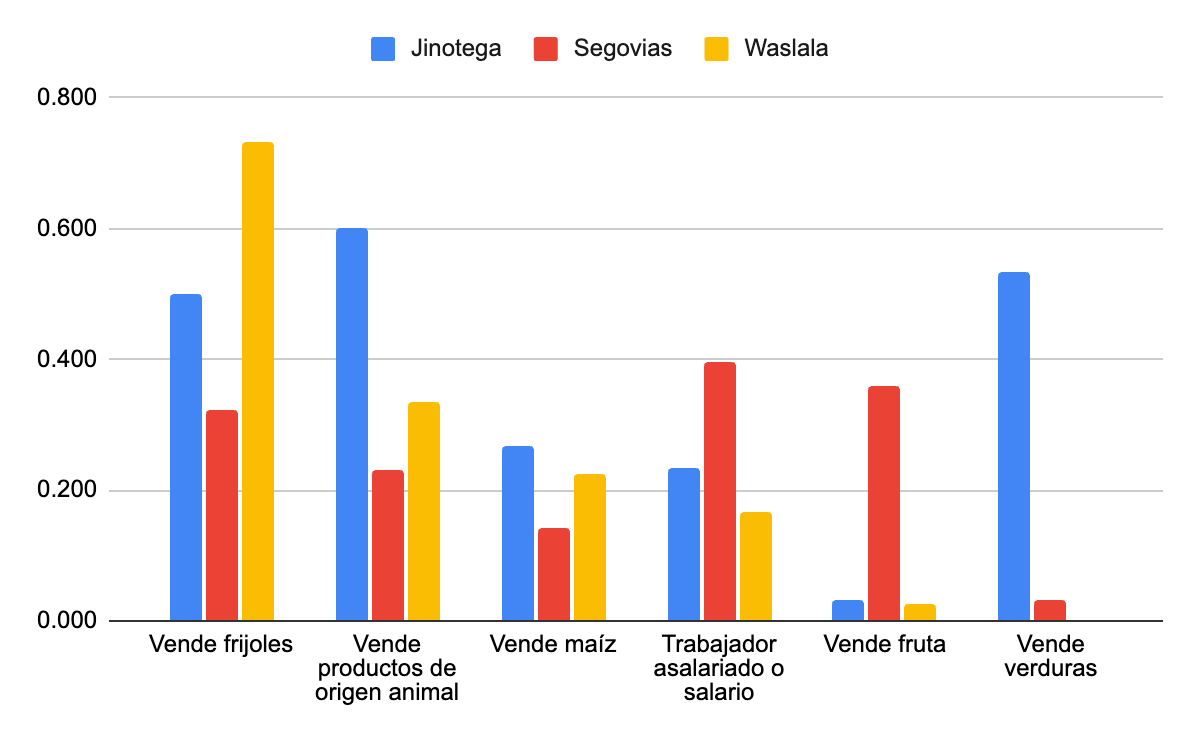 Jinotega Segovias Waslala
0.800
0.600
0.400
0.200
0.000
Vende frijoles
Vende
productos de
origen animal
Vende maíz
Trabajador
asalariado o
salario
Vende fruta
Vende
verduras